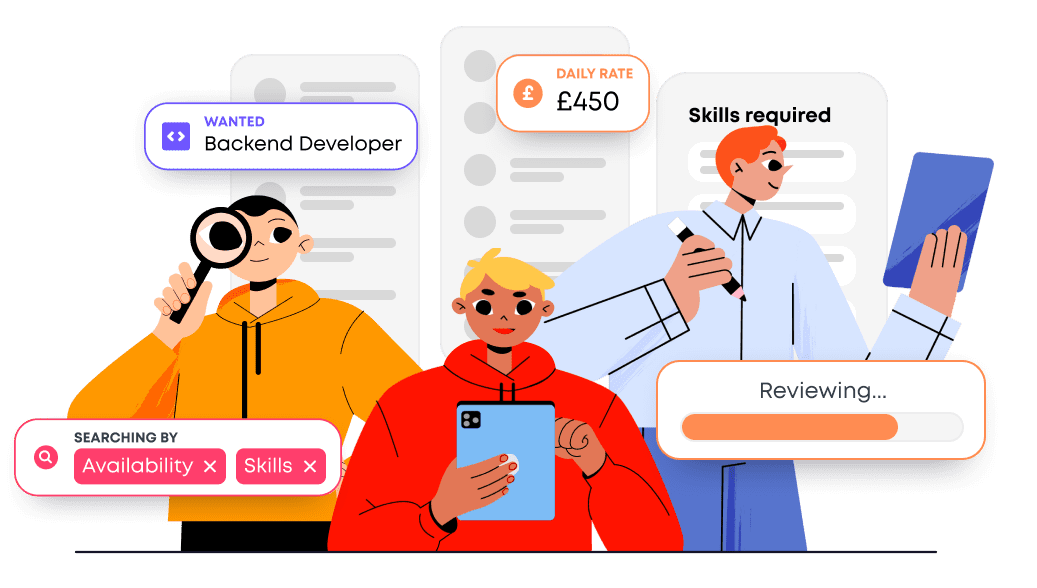 DAILY RATE
£
£450
WANTED
Backend Developer
Skills required
Reviewing...
SEARCHING BY
Availability ×
Skills ×